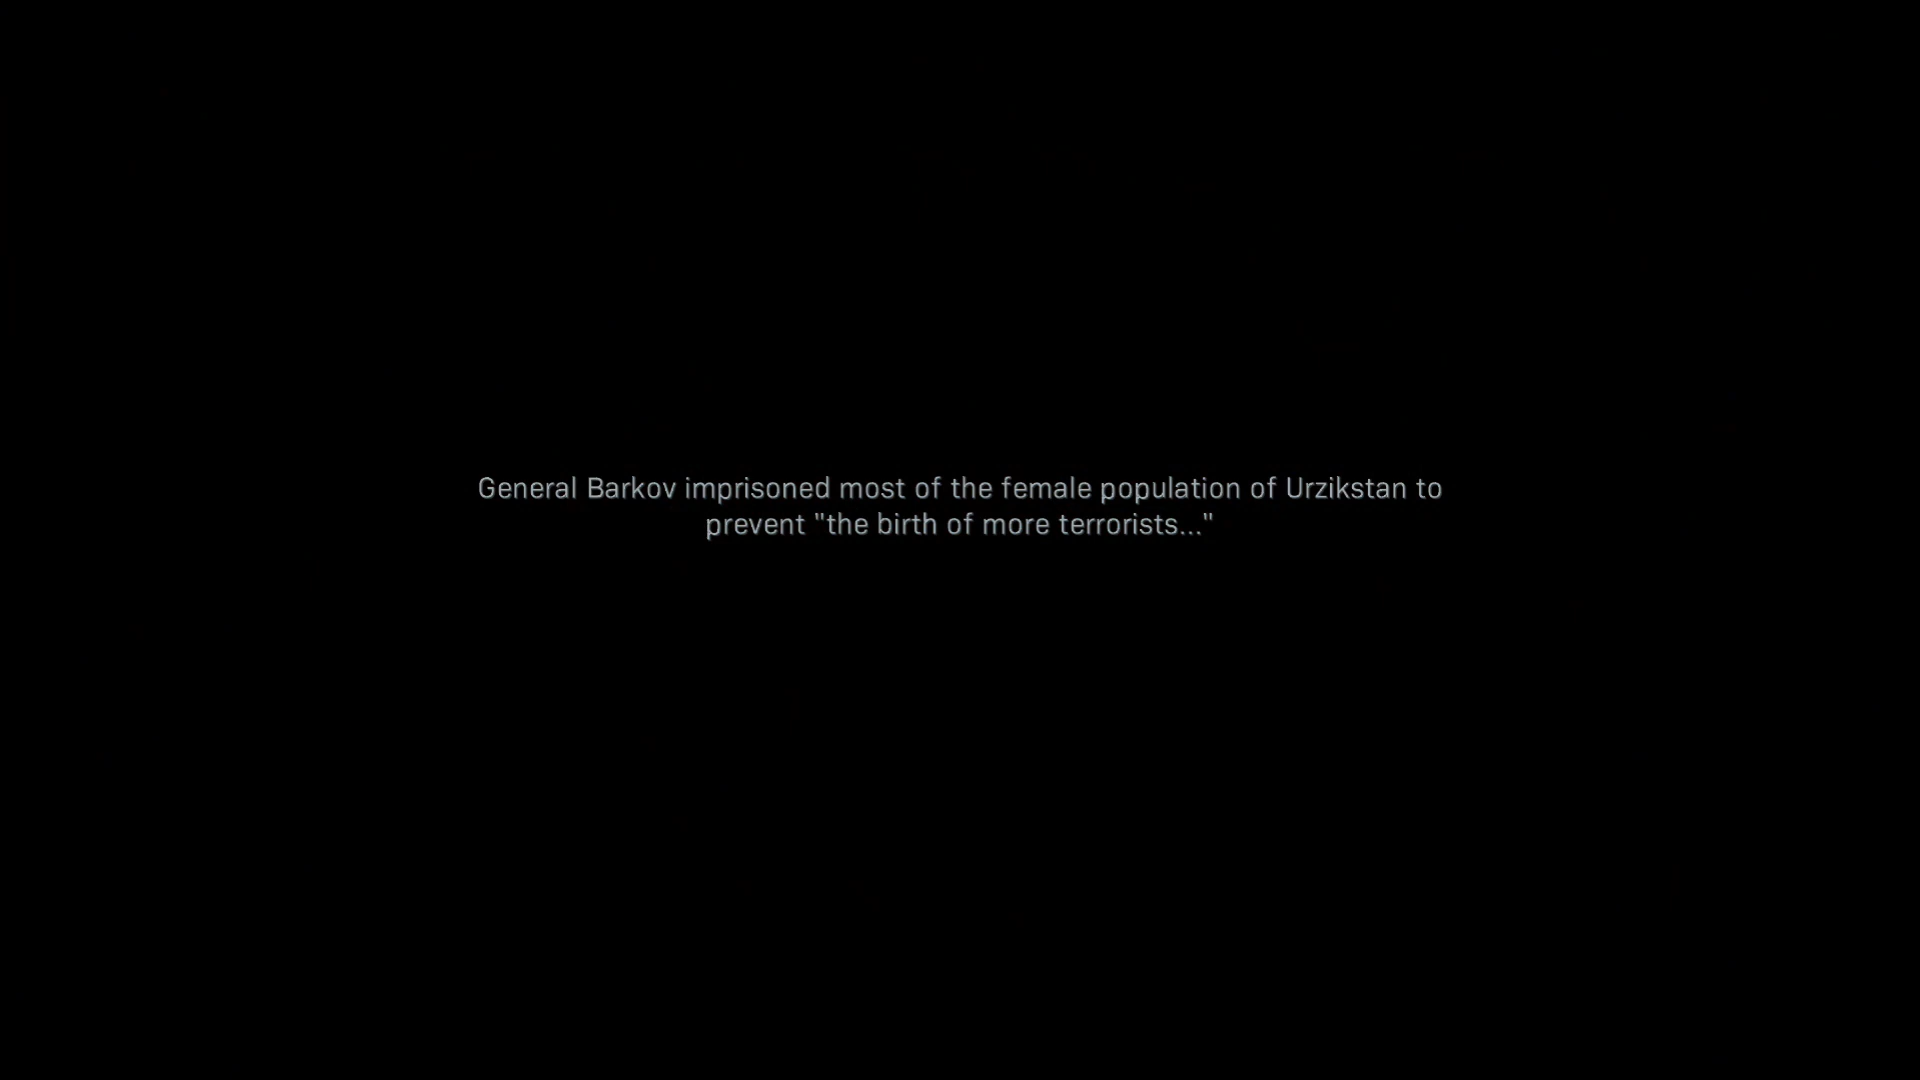 General Barkov imprisoned most of the female population of Urzikstan to
prevent "the birth of more terrorists..."